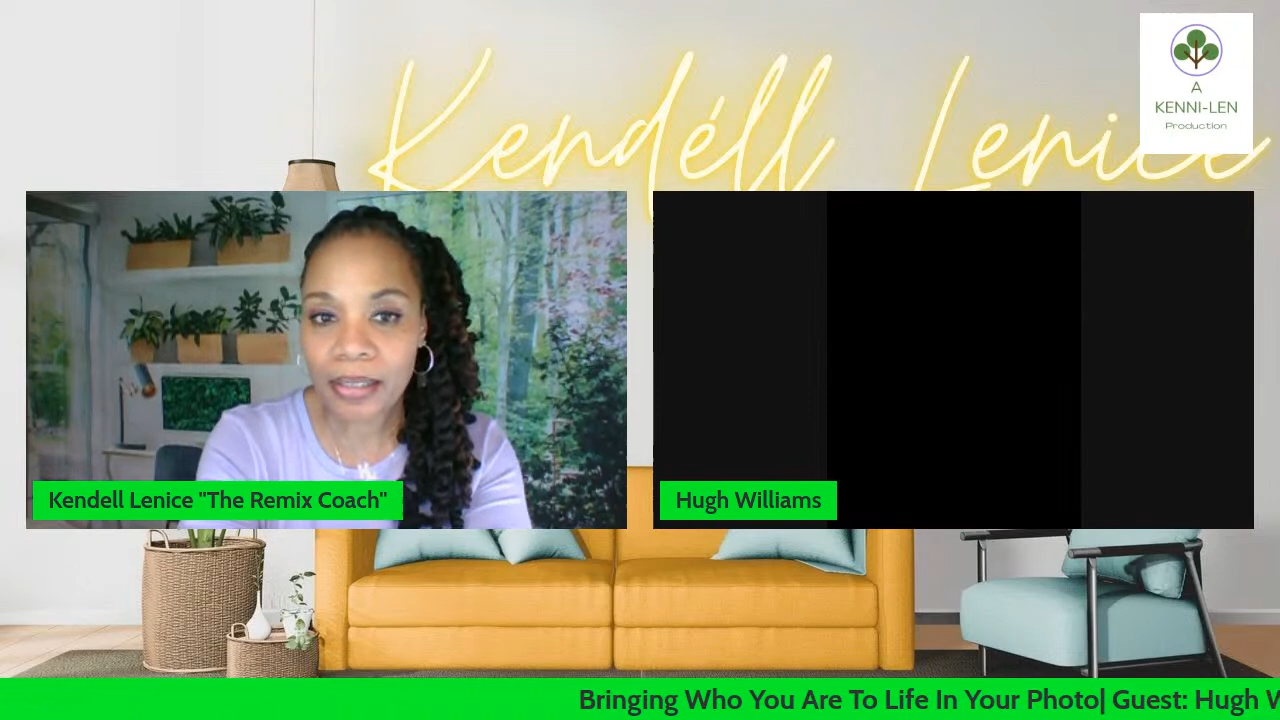 Kendéll Lenice
A
KENNI-LEN
Production
Kendell Lenice "The Remix Coach"
Hugh Williams
Bringing Who You Are To Life In Your Photo| Guest: Hugh W